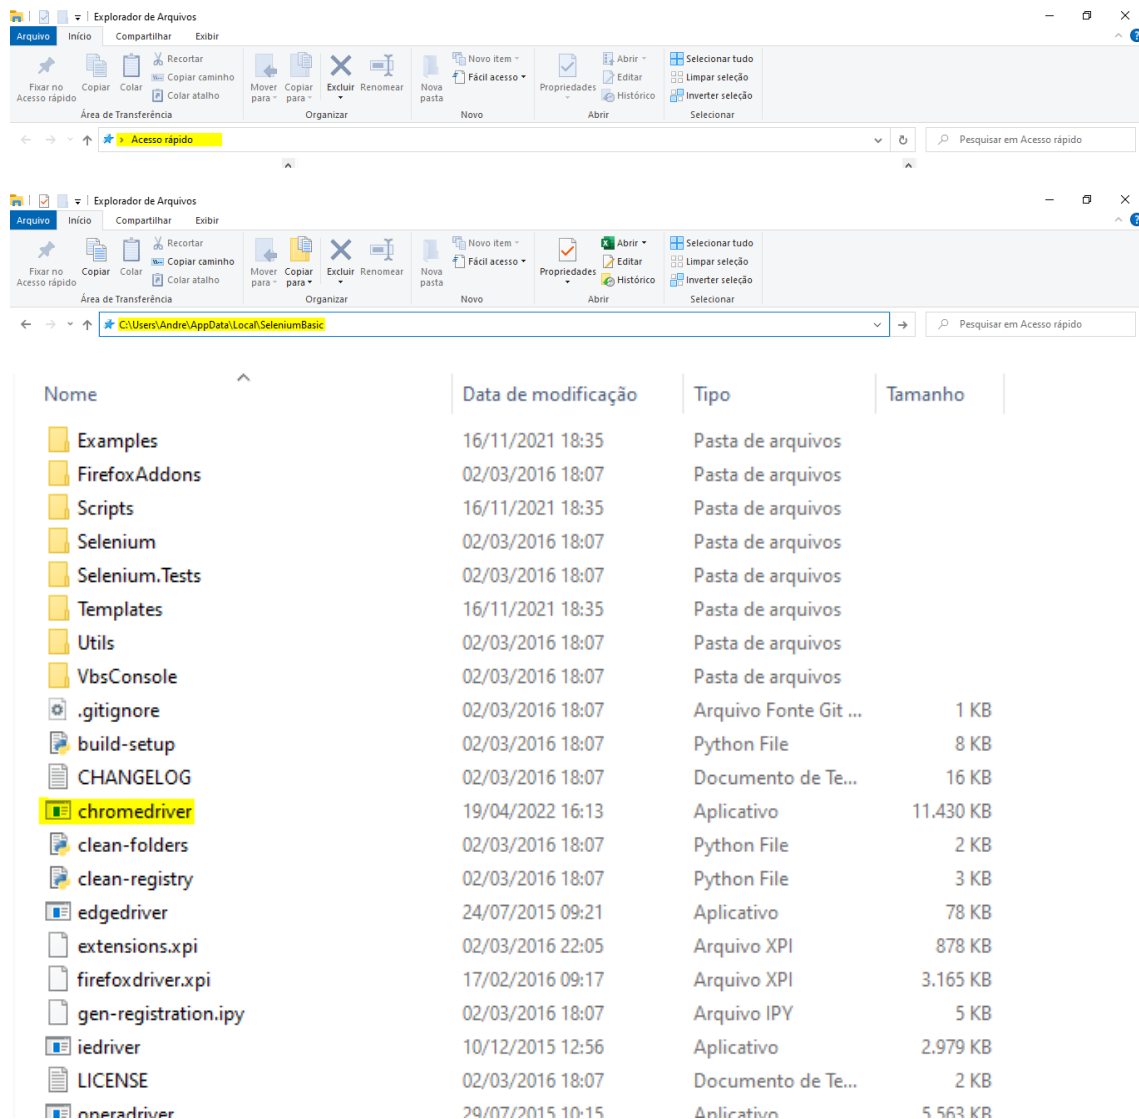 Explorador de Arquivos
Arquivo Início Compartilhar Exibir
Fixar no Acesso rápido
Copiar
Colar
Recortar
Copiar caminho
Colar atalho
Área de Transferência
Mover para
Copiar para
Excluir
Renomear
Organizar
Nova pasta
Novo item
Fácil acesso
Novo
Propriedades
Abrir
Editar
Histórico
Abrir
Selecionar tudo
Limpar seleção
Inverter seleção
Selecionar
Acesso rápido
Pesquisar em Acesso rápido
Explorador de Arquivos
Arquivo Início Compartilhar Exibir
Fixar no Acesso rápido
Copiar
Colar
Recortar
Copiar caminho
Colar atalho
Área de Transferência
Mover para
Copiar para
Excluir
Renomear
Organizar
Nova pasta
Novo item
Fácil acesso
Novo
Propriedades
Abrir
Editar
Histórico
Abrir
Selecionar tudo
Limpar seleção
Inverter seleção
Selecionar
C:\Users\Andre\AppData\Local\SeleniumBasic
Pesquisar em Acesso rápido
Nome Data de modificação Tipo Tamanho
Examples 16/11/2021 18:35 Pasta de arquivos
FirefoxAddons 02/03/2016 18:07 Pasta de arquivos
Scripts 16/11/2021 18:35 Pasta de arquivos
Selenium 02/03/2016 18:07 Pasta de arquivos
Selenium.Tests 02/03/2016 18:07 Pasta de arquivos
Templates 16/11/2021 18:35 Pasta de arquivos
Utils 02/03/2016 18:07 Pasta de arquivos
VbsConsole 02/03/2016 18:07 Pasta de arquivos
.gitignore 02/03/2016 18:07 Arquivo Fonte Git ... 1 KB
build-setup 02/03/2016 18:07 Python File 8 KB
CHANGELOG 02/03/2016 18:07 Documento de Te... 16 KB
chromedriver 19/04/2022 16:13 Aplicativo 11.430 KB
clean-folders 02/03/2016 18:07 Python File 2 KB
clean-registry 02/03/2016 18:07 Python File 3 KB
edgedriver 24/07/2015 09:21 Aplicativo 78 KB
extensions.xpi 02/03/2016 22:05 Arquivo XPI 878 KB
firefoxdriver.xpi 17/02/2016 09:17 Arquivo XPI 3.165 KB
gen-registration.ipy 02/03/2016 18:07 Arquivo IPY 5 KB
iedriver 10/12/2015 12:56 Aplicativo 2.979 KB
LICENSE 02/03/2016 18:07 Documento de Te... 2 KB
operadriver 29/07/2015 10:15 Aplicativo 5.563 KB